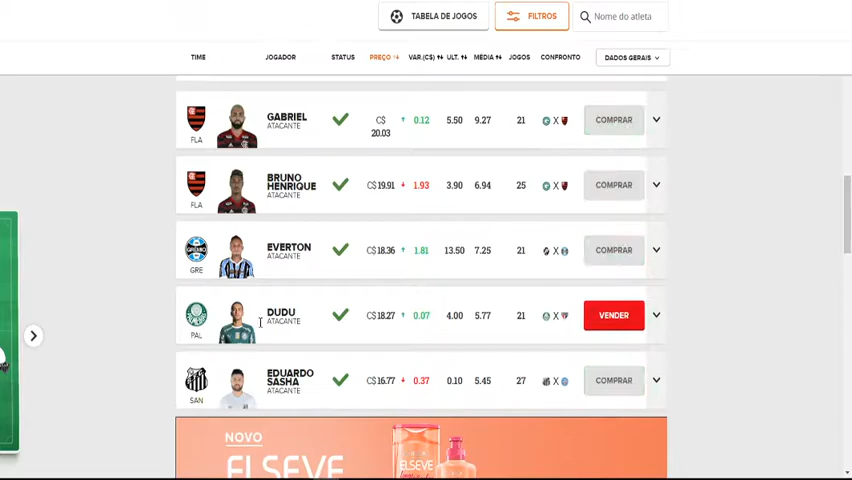 TABELA DE JOGOS FILTROS Nome do atleta
TIME JOGADOR STATUS PREÇO VAR.(C$) ULT. MÉDIA JOGOS CONFRONTO DADOS GERAIS
GABRIEL
ATACANTE
FLA
C$
20.03
0.12 5.50 9.27 21 X COMPRAR
BRUNO
HENRIQUE
ATACANTE
FLA
C$ 19.91 1.93 3.90 6.94 25 X COMPRAR
EVERTON
ATACANTE
GRE
C$ 18.36 1.81 13.50 7.25 21 X COMPRAR
DUDU
ATACANTE
PAL
C$ 18.27 0.07 4.00 5.77 21 X VENDER
EDUARDO
SASHA
ATACANTE
SAN
C$ 16.77 0.37 0.10 5.45 27 X COMPRAR
NOVO
ELSEVE
ELSEVE